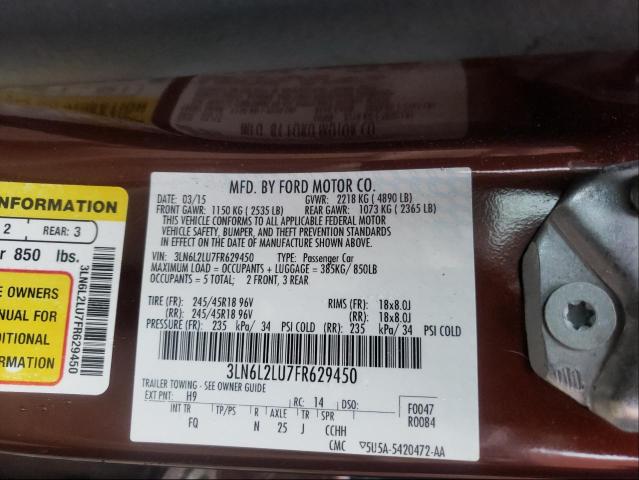 MFD. BY FORD MOTOR CO.
DATE: 03/15 GVWR: 2218 KG ( 4890 LB)
FRONT GAWR: 1150 KG ( 2535 LB) REAR GAWR: 1073 KG ( 2365 LB)
THIS VEHICLE CONFORMS TO ALL APPLICABLE FEDERAL MOTOR
VEHICLE SAFETY, BUMPER, AND THEFT PREVENTION STANDARDS
IN EFFECT ON THE DATE OF MANUFACTURE SHOWN ABOVE.
VIN: 3LN6L2LU7FR629450 TYPE: Passenger Car
MAXIMUM LOAD = OCCUPANTS + LUGGAGE = 385KG/ 850LB
OCCUPANTS = 5 TOTAL; 2 FRONT, 3 REAR
TIRE (FR): 245/45R18 96V RIMS (FR): 18x8.0J
(RR): 245/45R18 96V (RR): 18x8.0J
PRESSURE (FR): 235 kPa/ 34 PSI COLD (RR): 235 kPa/ 34 PSI COLD
3LN6L2LU7FR629450
TRAILER TOWING - SEE OWNER GUIDE
EXT PNT: H9 RC: 14 DSO:
F0047
R0084
INT TR TP/PS R AXLE TR SPR
FQ N 25 J CCHH
CMC 5U5A-5420472-AA
INFORMATION
2 REAR: 3
850 lbs.
OWNERS
MANUAL FOR
3LN6L2LU7FR629450